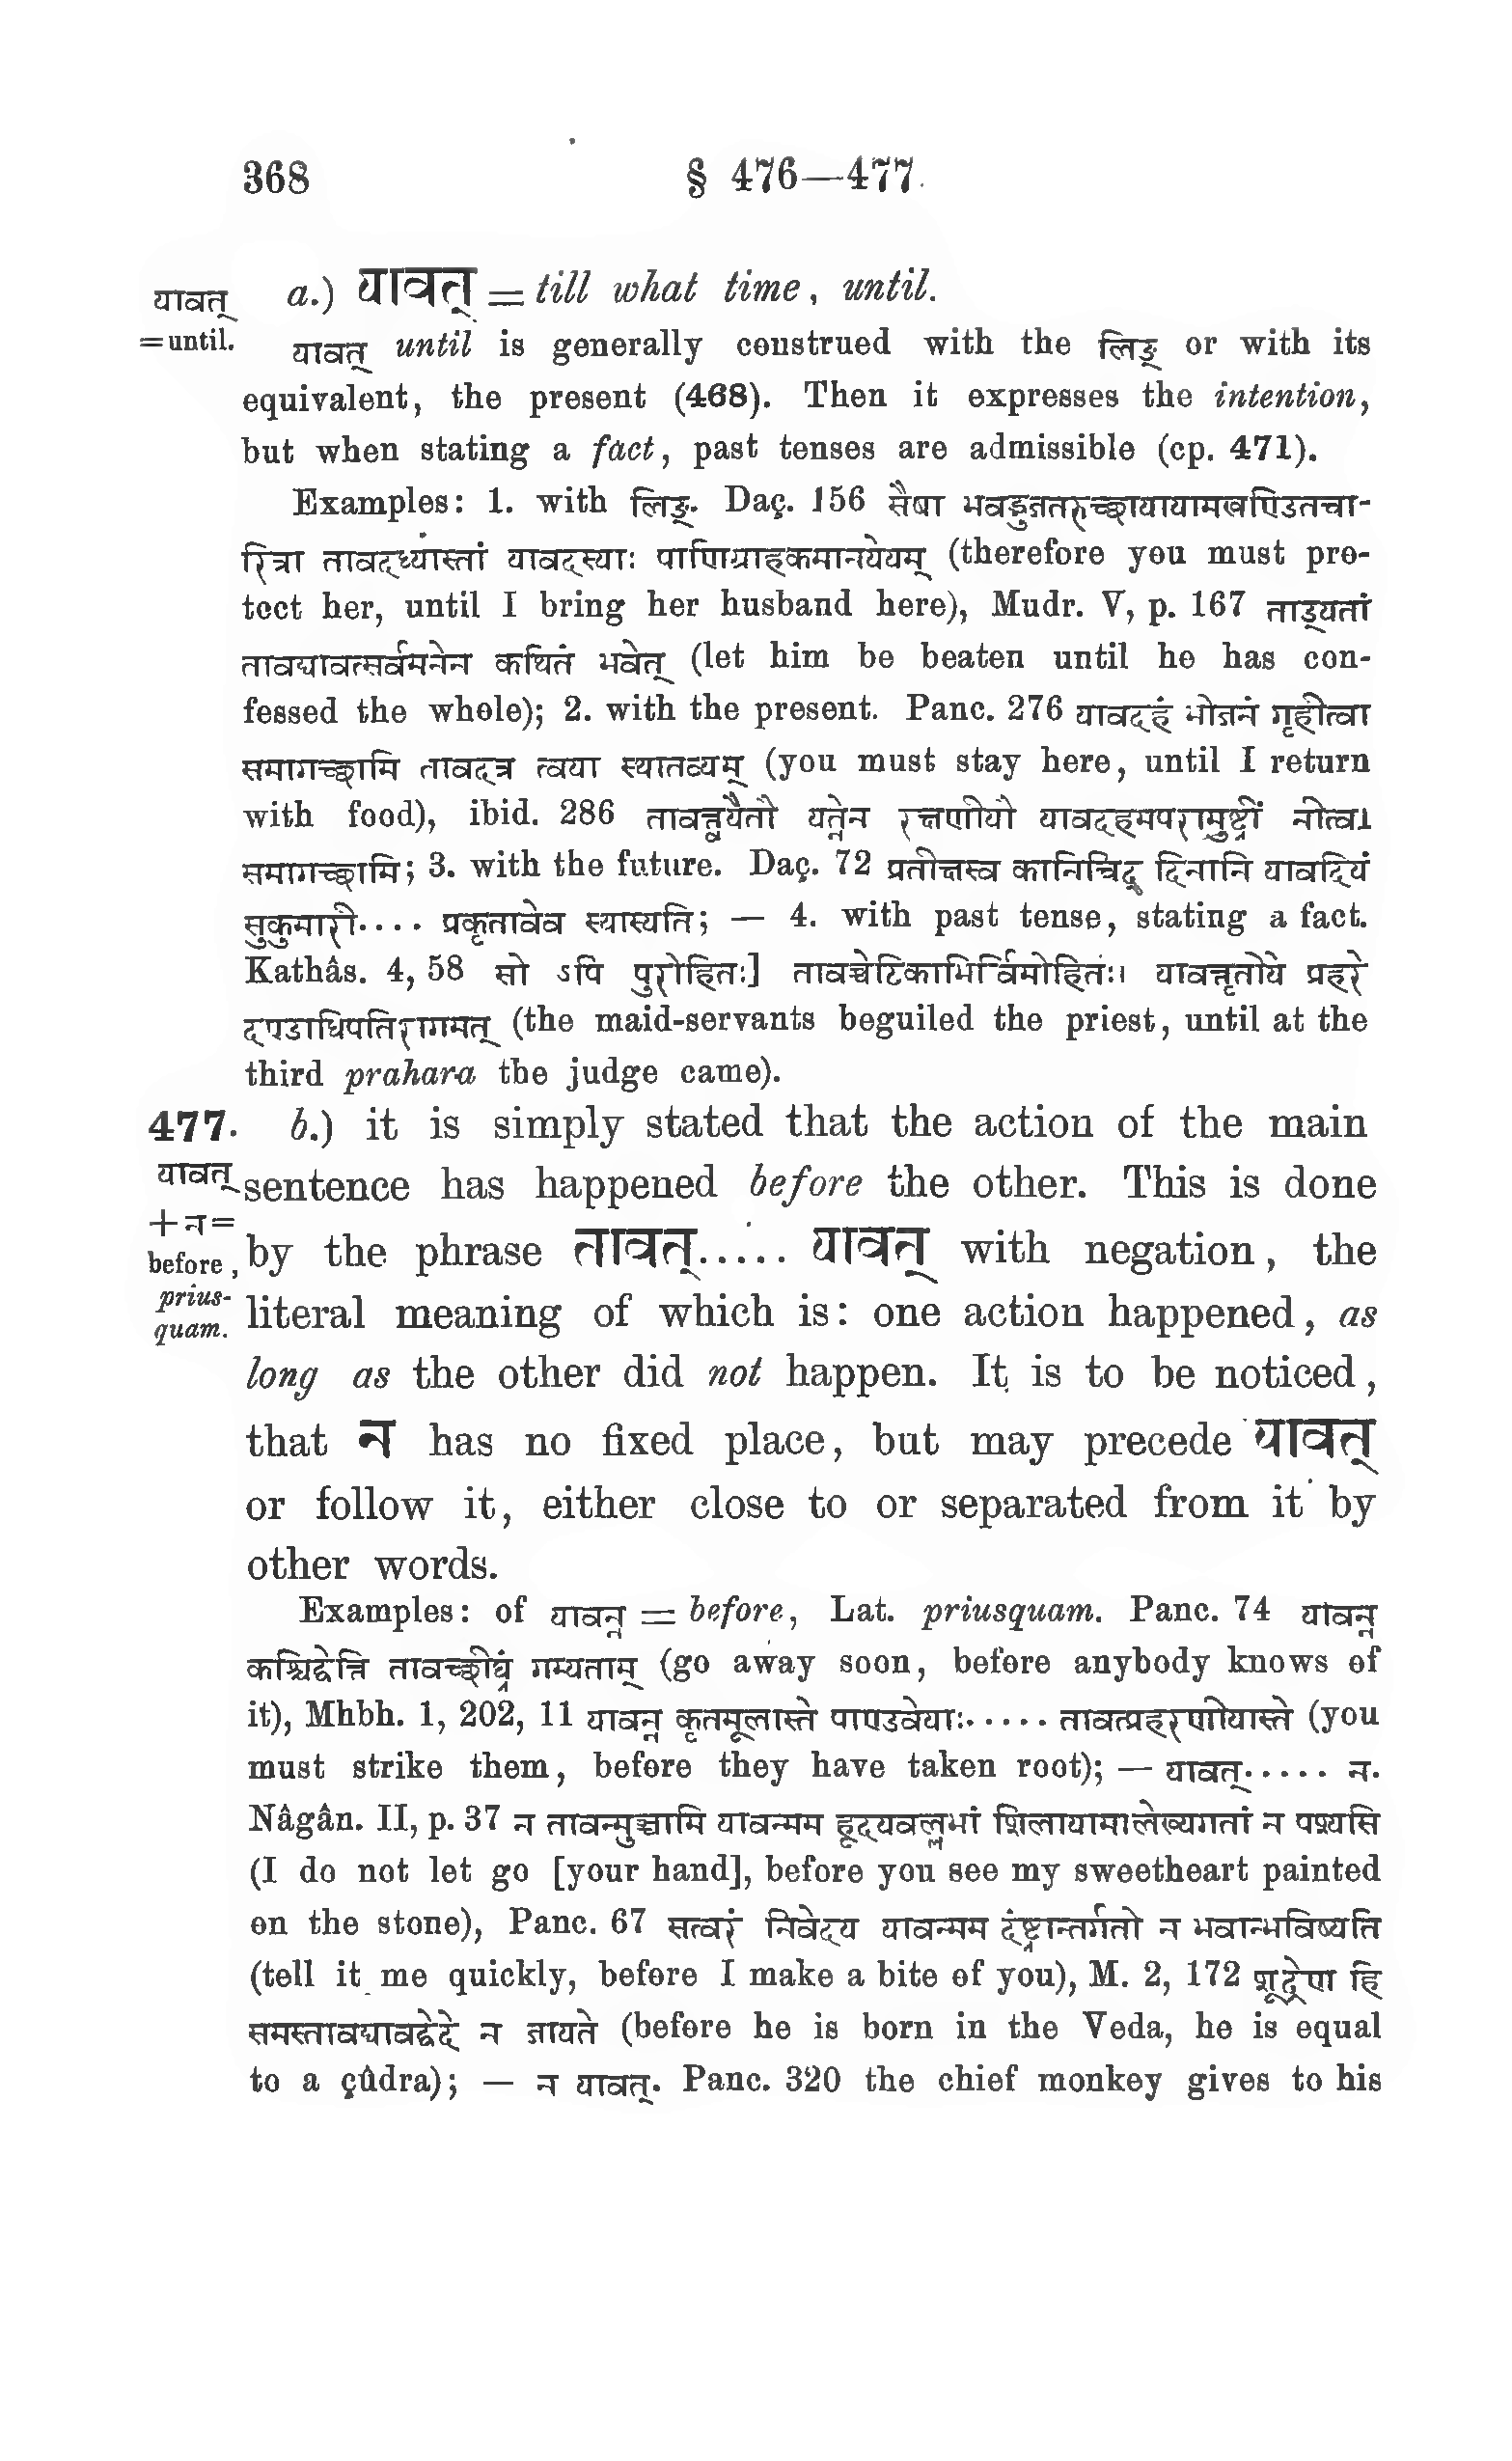 368 § 476—477
यावत् = until.
a.) यावत् = till what time, until.
यावत् until is generally construed with the लिङ् or with its
equivalent, the present (468). Then it expresses the intention,
but when stating a fact, past tenses are admissible (cp. 471).
Examples: 1. with लिङ्. Daç. 156 सैषा भवद्भुजतरुच्छायायामखण्डितचा-
रित्रा तावदध्यास्तां यावदस्याः पाणिग्राहकमानयेयम् (therefore you must pro-
tect her, until I bring her husband here), Mudr. V, p. 167 ताड्यतां
तावद्यावत्सर्वमनेन कथितं भवेत् (let him be beaten until he has con-
fessed the whole); 2. with the present. Panc. 276 यावदहं भोजनं गृहीत्वा
समागच्छामि तावदत्र त्वया स्थातव्यम् (you must stay here, until I return
with food), ibid. 286 तावत्त्वयैतौ यत्नेन रक्षणीयौ यावदहमपरामुष्ट्रीं नीत्वा
समागच्छामि; 3. with the future. Daç. 72 प्रतीक्षस्व कानिचिद् दिनानि यावदियं
सुकुमारी.... प्रकृतावेव स्थास्यति; — 4. with past tense, stating a fact.
Kathâs. 4, 58 सो ऽपि पुरोहितः] तावच्चेटिकाभिर्विमोहितः। यावत्तृतीये प्रहरे
दण्डाधिपतिरागमत् (the maid-servants beguiled the priest, until at the
third prahara the judge came).
477. यावत् + न = before, prius-quam.
b.) it is simply stated that the action of the main
sentence has happened before the other. This is done
by the phrase तावत्..... यावत् with negation, the
literal meaning of which is: one action happened, as
long as the other did not happen. It is to be noticed,
that न has no fixed place, but may precede यावत्
or follow it, either close to or separated from it by
other words.
Examples: of यावन्न = before, Lat. priusquam. Panc. 74 यावन्न
कश्चिद्वेत्ति तावच्छीघ्रं गम्यताम् (go away soon, before anybody knows of
it), Mhbh. 1, 202, 11 यावन्न कृतमूलास्ते पाण्डवेयाः..... तावत्प्रहरणीयास्ते (you
must strike them, before they have taken root); — यावत्..... न.
Nâgân. II, p. 37 न तावन्मुञ्चामि यावन्मम हृदयवल्लभां शिलायामालेख्यगतां न पश्यसि
(I do not let go [your hand], before you see my sweetheart painted
on the stone), Panc. 67 सत्वरं निवेदय यावन्मम दंष्ट्रान्तर्गतो न भवान्भविष्यति
(tell it me quickly, before I make a bite of you), M. 2, 172 शूद्रेण हि
समस्तावद्यावद्वेदे न जायते (before he is born in the Veda, he is equal
to a çûdra); — न यावत्. Panc. 320 the chief monkey gives to his